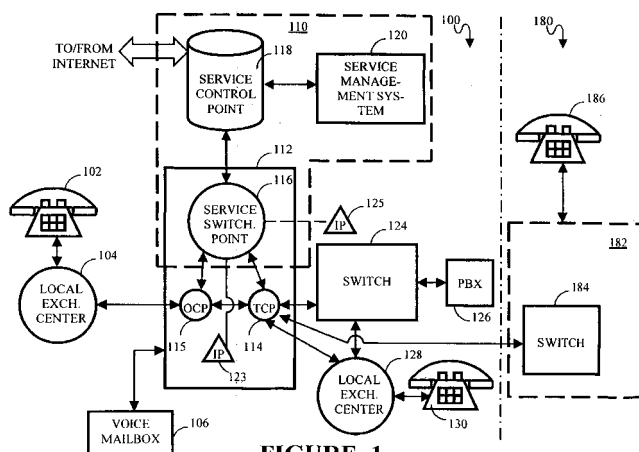 110
100
180
TO/FROM
INTERNET
118
SERVICE
CONTROL
POINT
120
SERVICE
MANAGE-
MENT SYS-
TEM
186
112
102
116
SERVICE
SWITCH.
POINT
125
IP
124
SWITCH
PBX
126
182
184
SWITCH
104
LOCAL
EXCH.
CENTER
OCP
115
TCP
114
IP
123
128
LOCAL
EXCH.
CENTER
130
VOICE
MAILBOX
106
FIGURE 1